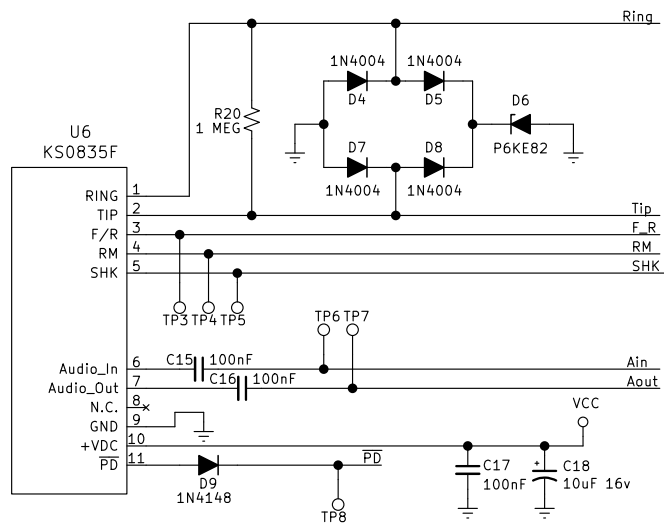 Ring
1N4004 1N4004
D4 D5 D6
R20
1 MEG
U6
KS0835F
D7 D8 P6KE82
1N4004 1N4004
RING 1
TIP 2 Tip
F/R 3 F_R
RM 4 RM
SHK 5 SHK
TP3 TP4 TP5 TP6 TP7
Audio_In 6 C15 100nF Ain
Audio_Out 7 C16 100nF Aout
N.C. 8
GND 9
VCC
+VDC 10
PD 11 PD
D9
1N4148
C17
100nF
+ C18
10uF 16v
TP8